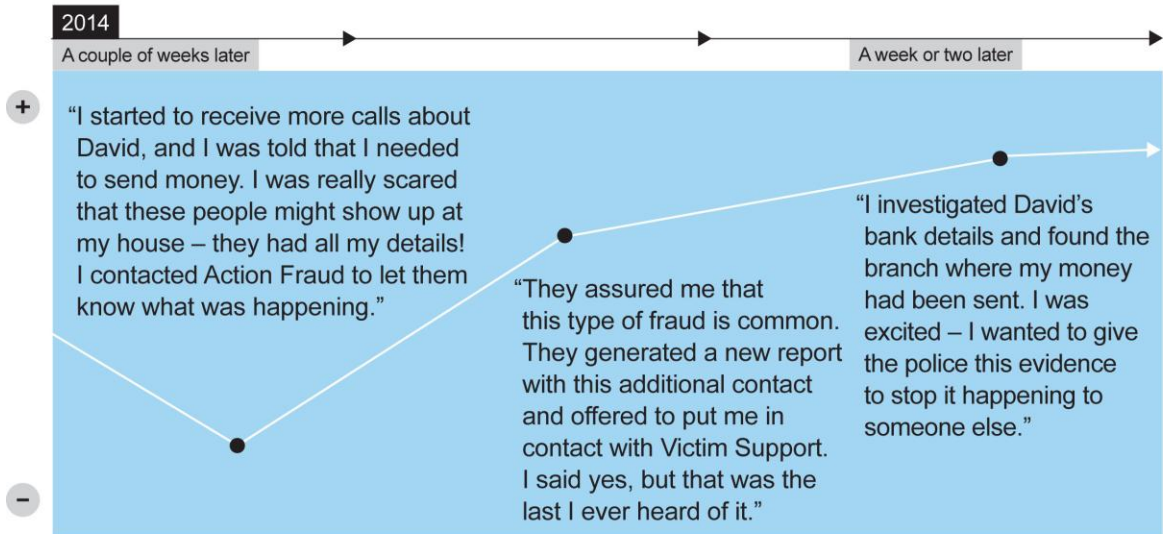 2014
A couple of weeks later
A week or two later
+
“I started to receive more calls about
David, and I was told that I needed
to send money. I was really scared
that these people might show up at
my house – they had all my details!
I contacted Action Fraud to let them
know what was happening.”
“They assured me that
this type of fraud is common.
They generated a new report
with this additional contact
and offered to put me in
contact with Victim Support.
I said yes, but that was the
last I ever heard of it.”
“I investigated David’s
bank details and found the
branch where my money
had been sent. I was
excited – I wanted to give
the police this evidence
to stop it happening to
someone else.”
–